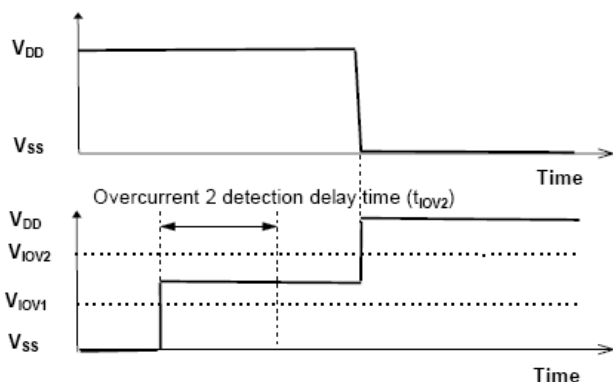 VDD
VSS
Time
Overcurrent 2 detection delay time (tIOV2)
VDD
VIOV2
VIOV1
VSS
Time